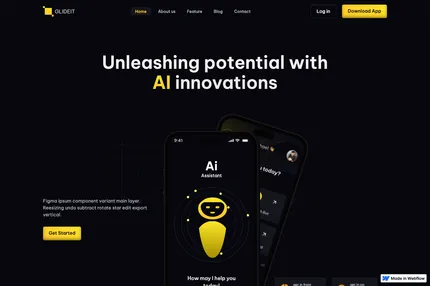 GLIDEIT
Home
About us
Feature
Blog
Contact
Log in
Download App
Unleashing potential with
AI innovations
9:41
Ai
Assistant
you today?
Figma ipsum component variant main layer.
Resizing undo subtract rotate star edit export
vertical.
Get Started
How may I help you
today!
Made in Webflow